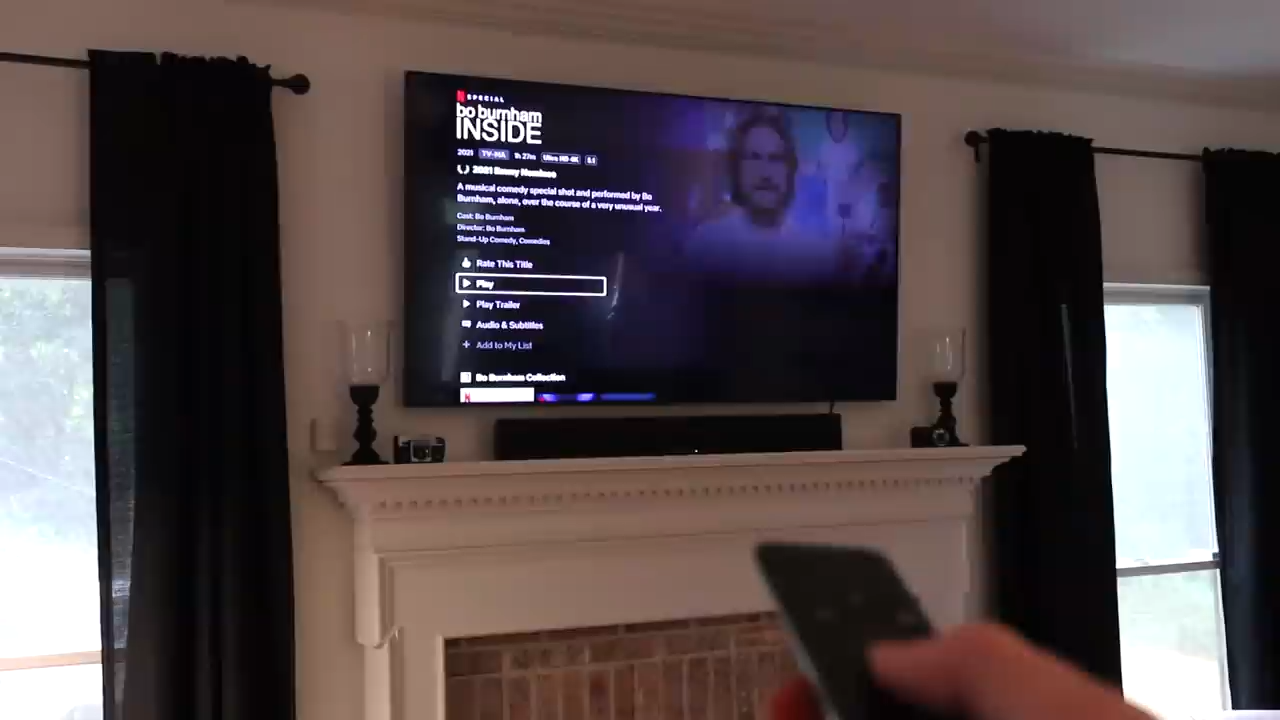 N SPECIAL
bo burnham
INSIDE
2021 TV-MA 1h 27m Ultra HD 4K 5.1
2021 Emmy Nominee
A musical comedy special shot and performed by Bo
Burnham, alone, over the course of a very unusual year.
Cast: Bo Burnham
Director: Bo Burnham
Stand-Up Comedy, Comedies
Rate This Title
Play
Play Trailer
Audio & Subtitles
+ Add to My List
Bo Burnham Collection
N